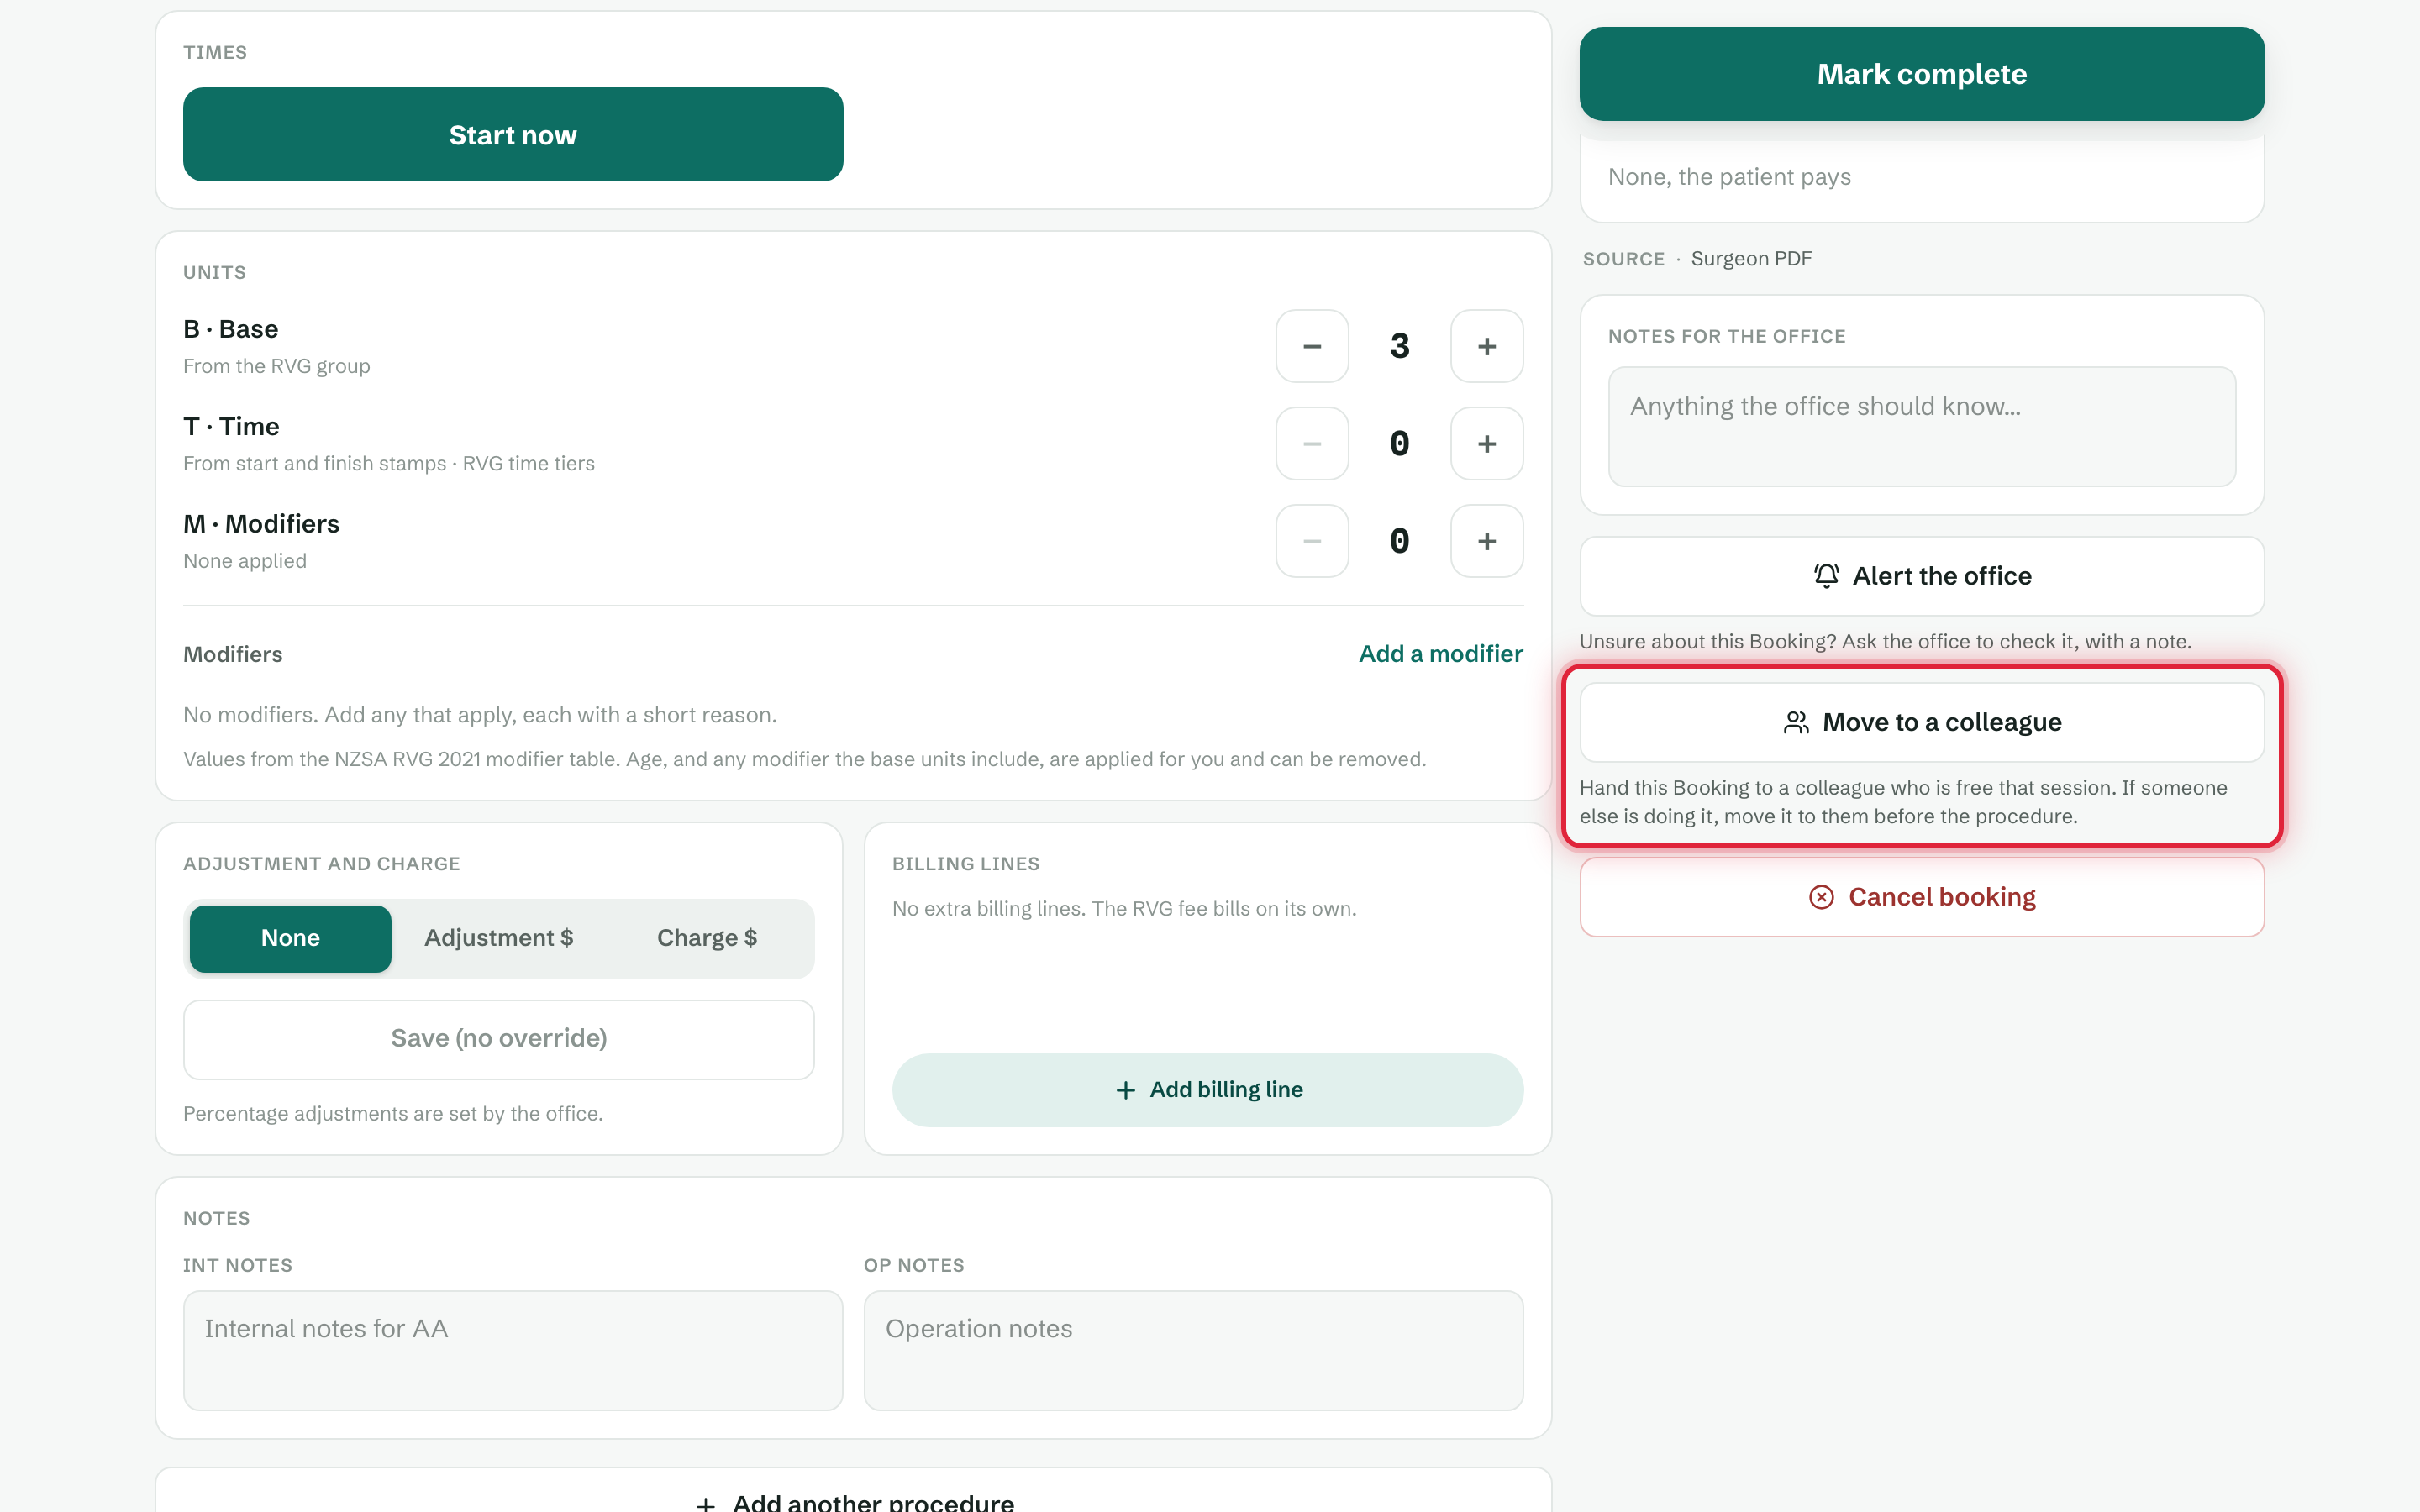 TIMES
Start now
UNITS
B · Base
From the RVG group
− 3 +
T · Time
From start and finish stamps · RVG time tiers
− 0 +
M · Modifiers
None applied
− 0 +
Modifiers
Add a modifier
No modifiers. Add any that apply, each with a short reason.
Values from the NZSA RVG 2021 modifier table. Age, and any modifier the base units include, are applied for you and can be removed.
ADJUSTMENT AND CHARGE
None Adjustment $ Charge $
Save (no override)
Percentage adjustments are set by the office.
BILLING LINES
No extra billing lines. The RVG fee bills on its own.
+ Add billing line
NOTES
INT NOTES
Internal notes for AA
OP NOTES
Operation notes
+ Add another procedure
Mark complete
None, the patient pays
SOURCE · Surgeon PDF
NOTES FOR THE OFFICE
Anything the office should know...
Alert the office
Unsure about this Booking? Ask the office to check it, with a note.
Move to a colleague
Hand this Booking to a colleague who is free that session. If someone
else is doing it, move it to them before the procedure.
Cancel booking